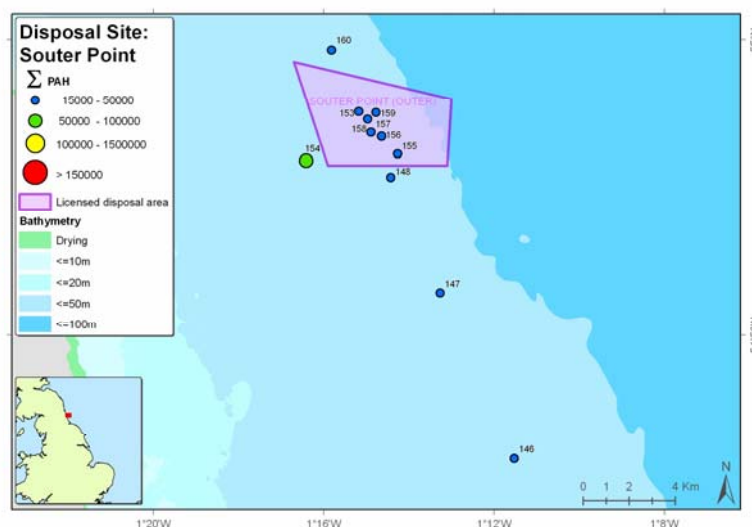 Disposal Site:
Souter Point
Σ PAH
15000 - 50000
50000 - 100000
100000 - 1500000
> 150000
Licensed disposal area
Bathymetry
Drying
<=10m
<=20m
<=50m
<=100m
160
SOUTER POINT (OUTER)
153
159
157
158
156
155
154
148
147
146
N
0 1 2 4 Km
1°20'W 1°16'W 1°12'W 1°8'W